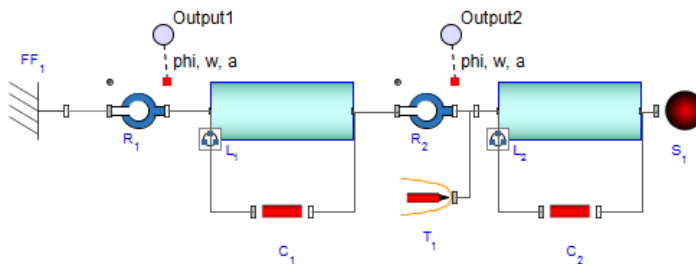 Output1
Output2
FF1
phi, w, a
phi, w, a
R1
L1
R2
L2
S1
T1
C1
C2